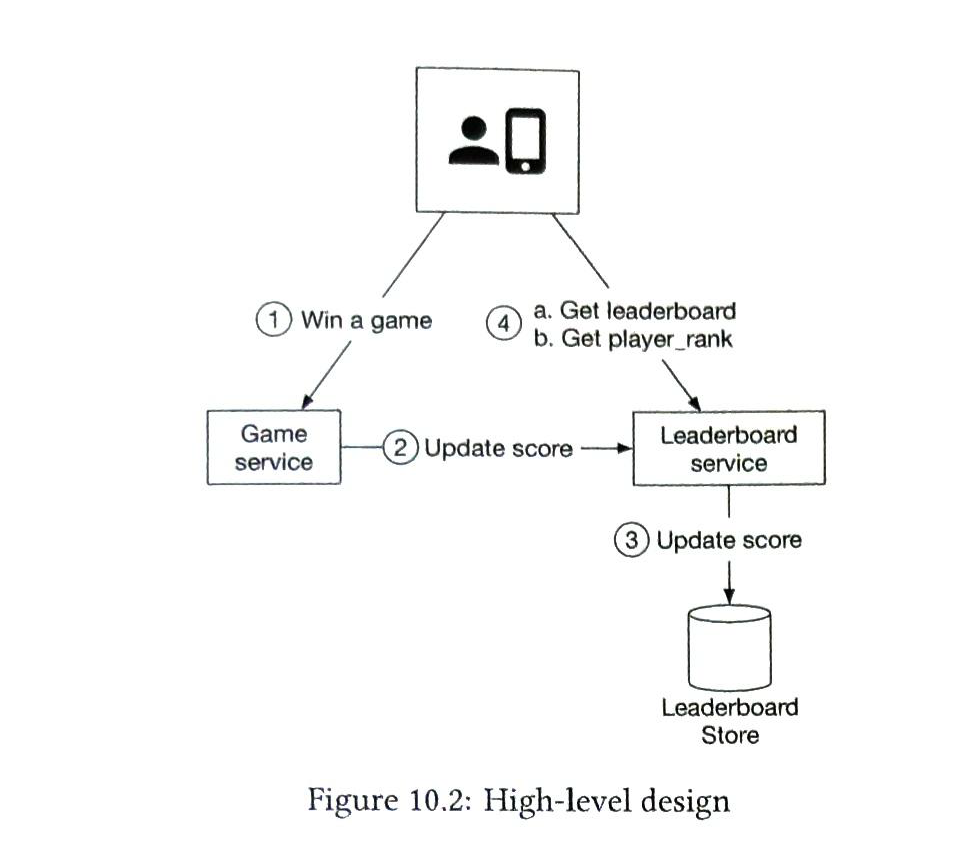 1 Win a game
4 a. Get leaderboard
b. Get player_rank
Game
service
2 Update score
Leaderboard
service
3 Update score
Leaderboard
Store
Figure 10.2: High-level design